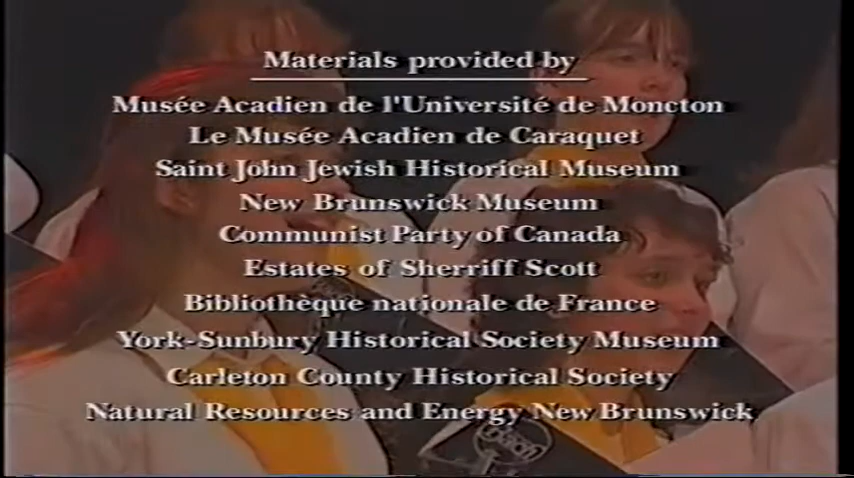 Materials provided by
Musée Acadien de l'Université de Moncton
Le Musée Acadien de Caraquet
Saint John Jewish Historical Museum
New Brunswick Museum
Communist Party of Canada
Estates of Sherriff Scott
Bibliothèque nationale de France
York-Sunbury Historical Society Museum
Carleton County Historical Society
Natural Resources and Energy New Brunswick